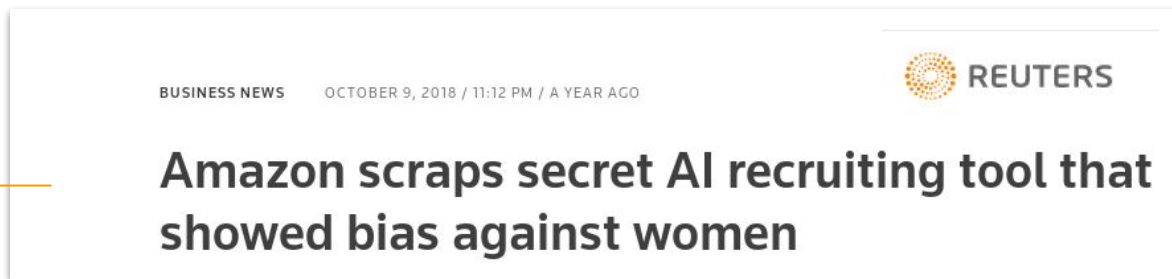 REUTERS
BUSINESS NEWS OCTOBER 9, 2018 / 11:12 PM / A YEAR AGO
Amazon scraps secret AI recruiting tool that
showed bias against women